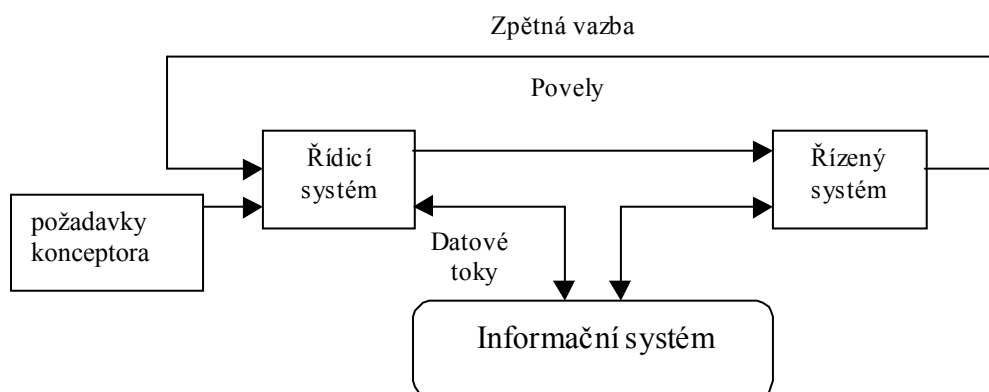 Zpětná vazba
Povely
Řídicí
systém
Řízený
systém
požadavky
konceptora
Datové
toky
Informační systém